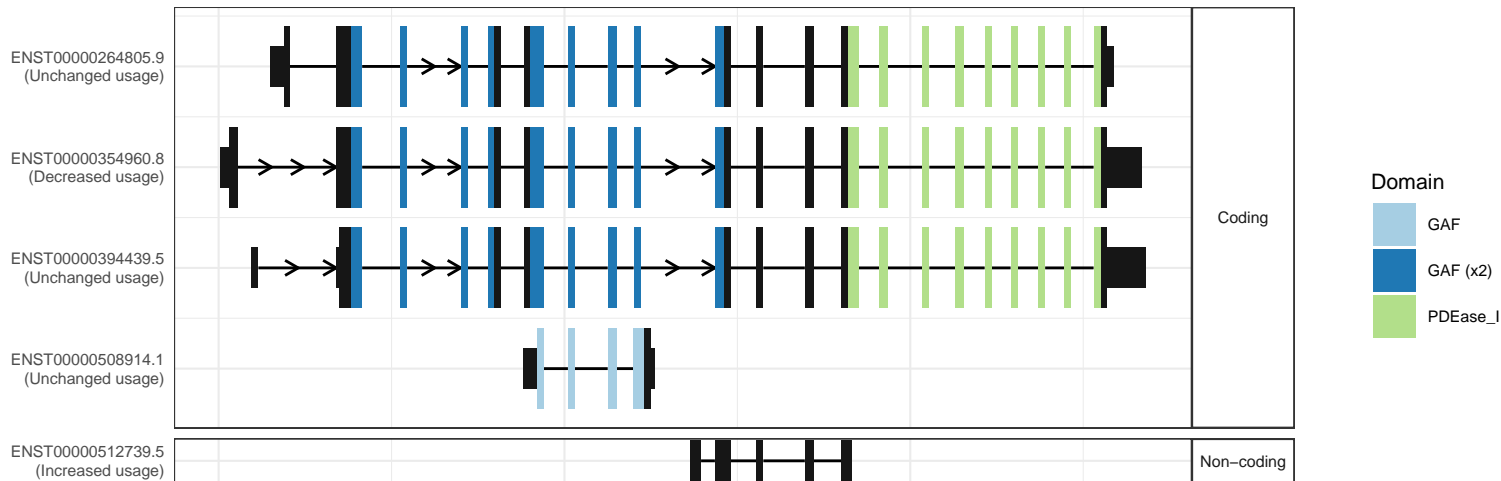 ENST00000264805.9
(Unchanged usage)
ENST00000354960.8
(Decreased usage)
ENST00000394439.5
(Unchanged usage)
ENST00000508914.1
(Unchanged usage)
ENST00000512739.5
(Increased usage)
Coding
Non−coding
Domain
GAF
GAF (x2)
PDEase_I